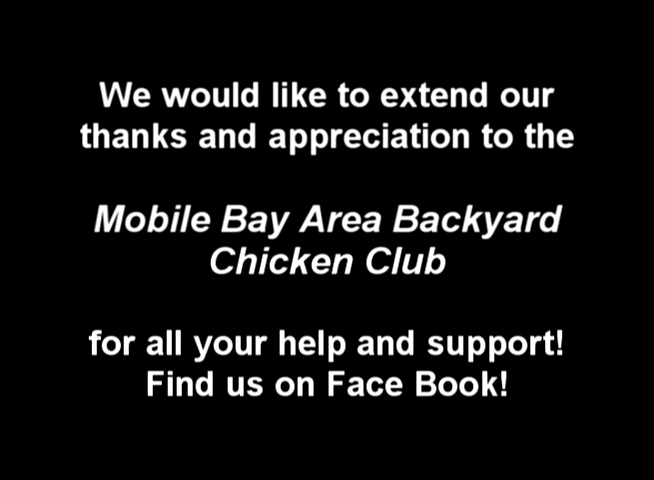 We would like to extend our
thanks and appreciation to the
Mobile Bay Area Backyard
Chicken Club
for all your help and support!
Find us on Face Book!